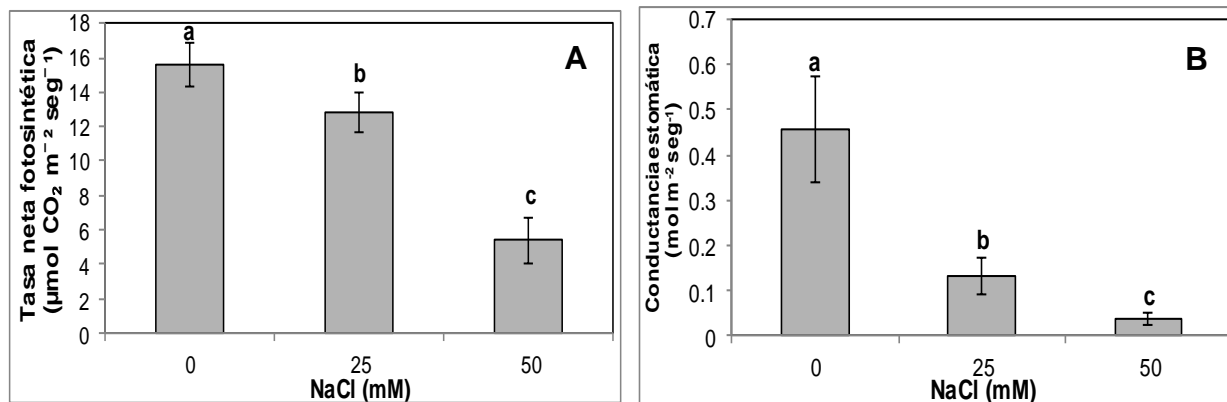 Tasa neta fotosintética
(µmol CO₂ m⁻² seg⁻¹)
18
16
14
12
10
8
6
4
2
0
a
b
c
A
0
25
50
NaCl (mM)
Conductanciaestomática
(mol m⁻² seg⁻¹)
0.7
0.6
0.5
0.4
0.3
0.2
0.1
0
a
b
c
B
0
25
50
NaCl (mM)